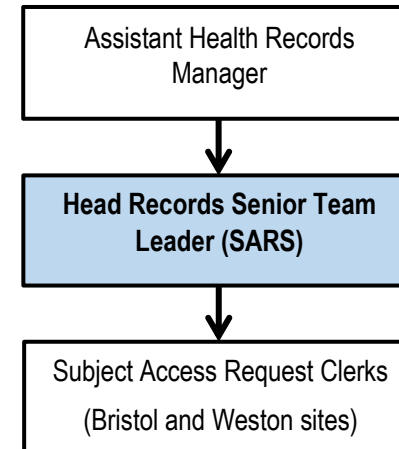 Assistant Health Records
Manager
Head Records Senior Team
Leader (SARS)
Subject Access Request Clerks
(Bristol and Weston sites)